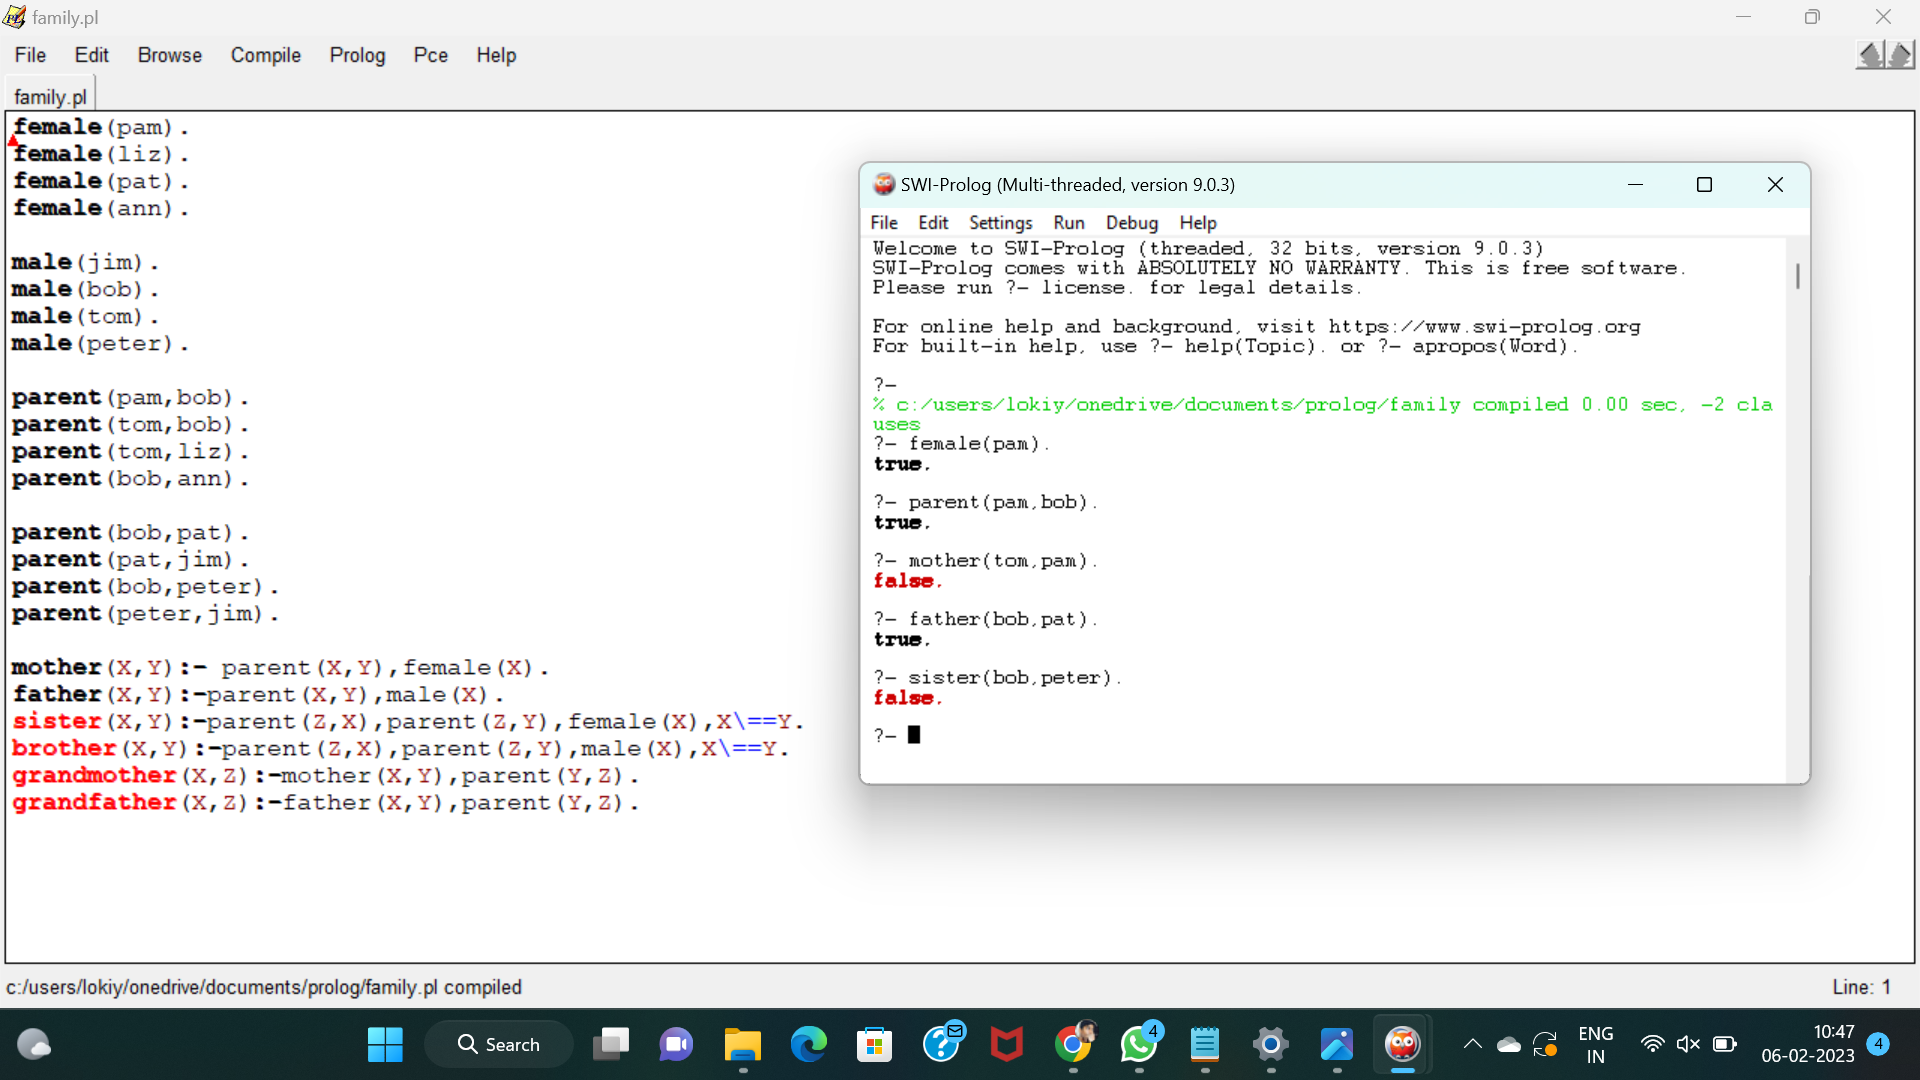 family.pl
File Edit Browse Compile Prolog Pce Help
family.pl
female(pam).
female(liz).
female(pat).
female(ann).
male(jim).
male(bob).
male(tom).
male(peter).
parent(pam,bob).
parent(tom,bob).
parent(tom,liz).
parent(bob,ann).
parent(bob,pat).
parent(pat,jim).
parent(bob,peter).
parent(peter,jim).
mother(X,Y):- parent(X,Y),female(X).
father(X,Y):-parent(X,Y),male(X).
sister(X,Y):-parent(Z,X),parent(Z,Y),female(X),X\==Y.
brother(X,Y):-parent(Z,X),parent(Z,Y),male(X),X\==Y.
grandmother(X,Z):-mother(X,Y),parent(Y,Z).
grandfather(X,Z):-father(X,Y),parent(Y,Z).
SWI-Prolog (Multi-threaded, version 9.0.3)
File Edit Settings Run Debug Help
Welcome to SWI-Prolog (threaded, 32 bits, version 9.0.3)
SWI-Prolog comes with ABSOLUTELY NO WARRANTY. This is free software.
Please run ?- license. for legal details.
For online help and background, visit https://www.swi-prolog.org
For built-in help, use ?- help(Topic). or ?- apropos(Word).
?-
% c:/users/lokiy/onedrive/documents/prolog/family compiled 0.00 sec, -2 cla
uses
?- female(pam).
true.
?- parent(pam,bob).
true.
?- mother(tom,pam).
false.
?- father(bob,pat).
true.
?- sister(bob,peter).
false.
?-
c:/users/lokiy/onedrive/documents/prolog/family.pl compiled
Line: 1
Search
4
ENG
IN
10:47
06-02-2023
4